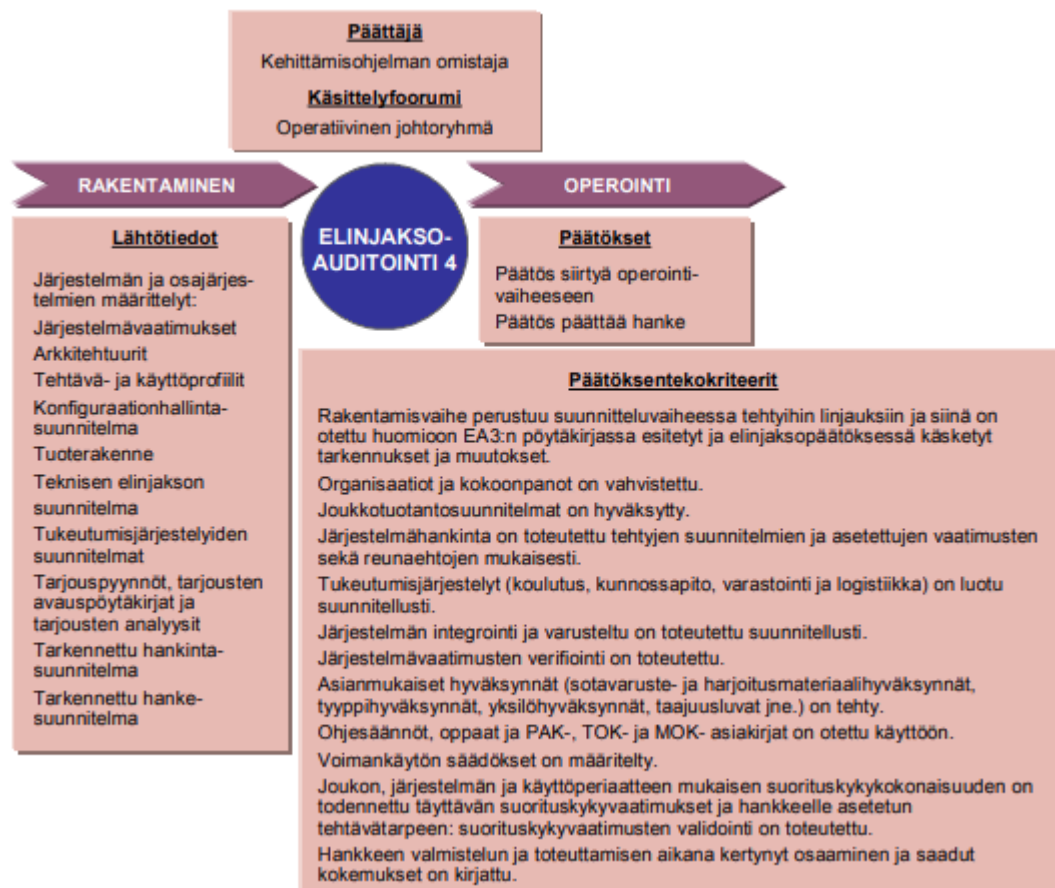 Päättäjä
Kehittämisohjelman omistaja
Käsittelyfoorumi
Operatiivinen johtoryhmä
RAKENTAMINEN
ELINJAKSO-
AUDITOINTI 4
OPEROINTI
Lähtötiedot
Järjestelmän ja osajärjes-
telmien määrittelyt:
Järjestelmävaatimukset
Arkkitehtuurit
Tehtävä- ja käyttöprofiilit
Konfiguraationhallinta-
suunnitelma
Tuoterakenne
Teknisen elinjakson
suunnitelma
Tukeutumisjärjestelyiden
suunnitelmat
Tarjouspyynnöt, tarjousten
avauspöytäkirjat ja
tarjousten analyysit
Tarkennettu hankinta-
suunnitelma
Tarkennettu hanke-
suunnitelma
Päätökset
Päätös siirtyä operointi-
vaiheeseen
Päätös päättää hanke
Päätöksentekokriteerit
Rakentamisvaihe perustuu suunnitteluvaiheessa tehtyihin linjauksiin ja siinä on
otettu huomioon EA3:n pöytäkirjassa esitetyt ja elinjaksopäätöksessä käsketyt
tarkennukset ja muutokset.
Organisaatiot ja kokoonpanot on vahvistettu.
Joukkotuotantosuunnitelmat on hyväksytty.
Järjestelmähankinta on toteutettu tehtyjen suunnitelmien ja asetettujen vaatimusten
sekä reunaehtojen mukaisesti.
Tukeutumisjärjestelyt (koulutus, kunnossapito, varastointi ja logistiikka) on luotu
suunnitellusti.
Järjestelmän integrointi ja varusteltu on toteutettu suunnitellusti.
Järjestelmävaatimusten verifiointi on toteutettu.
Asianmukaiset hyväksynnät (sotavaruste- ja harjoitusmateriaalihyväksynnät,
tyyppihyväksynnät, yksilöhyväksynnät, taajuusluvat jne.) on tehty.
Ohjesäännöt, oppaat ja PAK-, TOK- ja MOK- asiakirjat on otettu käyttöön.
Voimankäytön säädökset on määritelty.
Joukon, järjestelmän ja käyttöperiaatteen mukaisen suorituskykykokonaisuuden on
todennettu täyttävän suorituskykyvaatimukset ja hankkeelle asetetun
tehtävätarpeen: suorituskykyvaatimusten validointi on toteutettu.
Hankkeen valmistelun ja toteuttamisen aikana kertynyt osaaminen ja saadut
kokemukset on kirjattu.